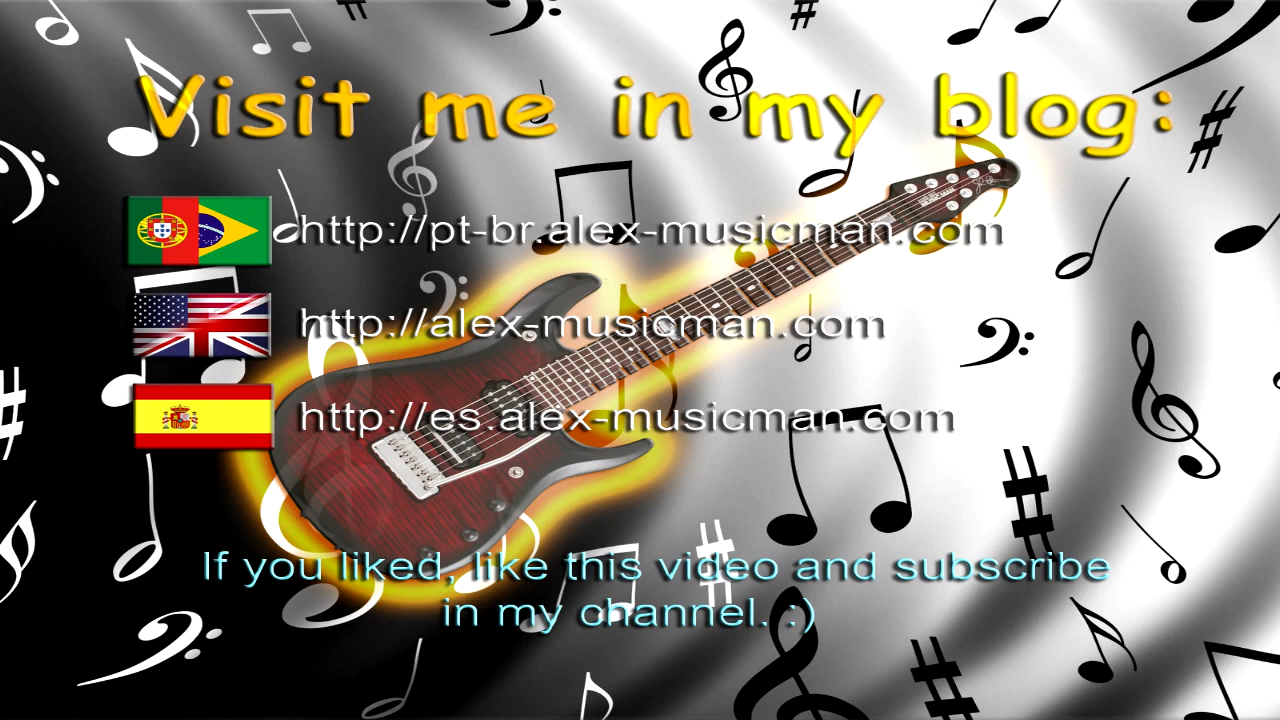 Visit me in my blog:
http://pt-br.alex-musicman.com
http://alex-musicman.com
http://es.alex-musicman.com
If you liked, like this video and subscribe
in my channel. :)